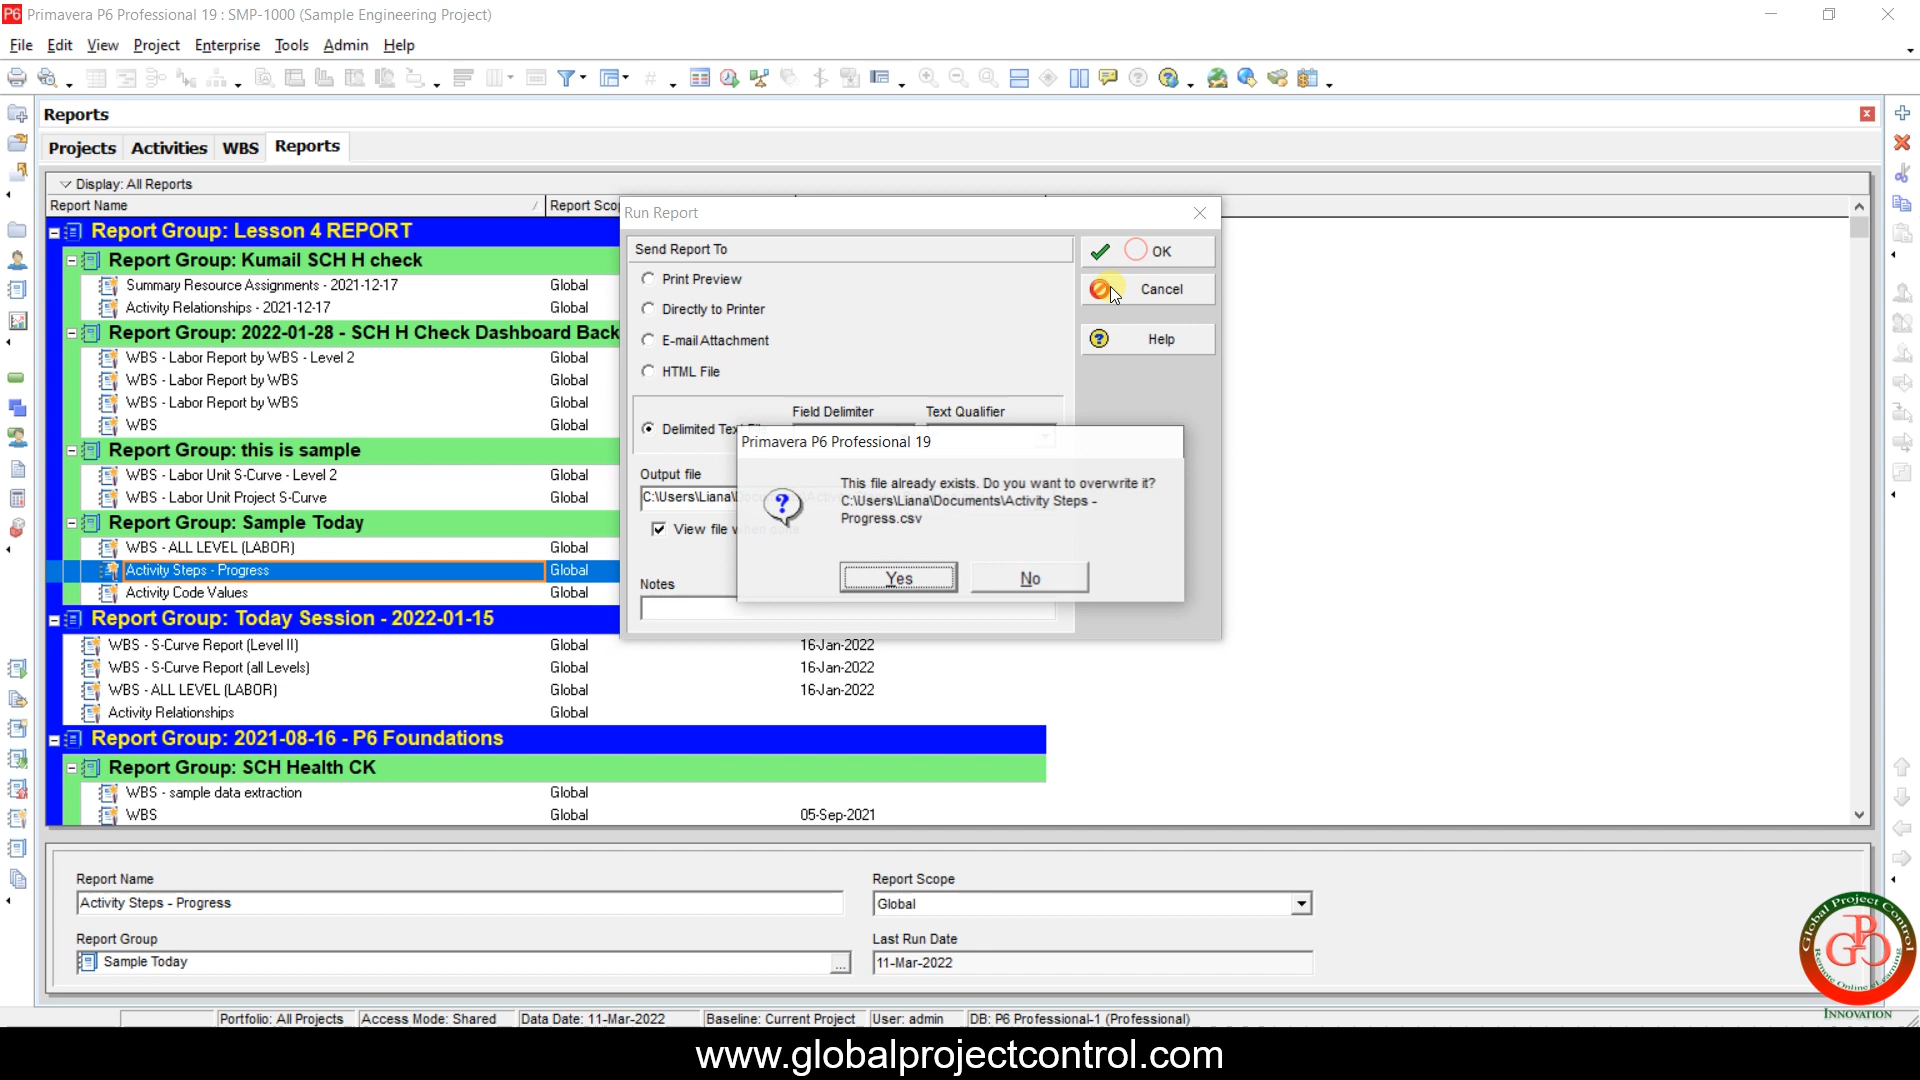 P6 Primavera P6 Professional 19 : SMP-1000 (Sample Engineering Project)
File Edit View Project Enterprise Tools Admin Help
Reports
Projects Activities WBS Reports
Display: All Reports
Report Name Report Sco
Report Group: Lesson 4 REPORT
Report Group: Kumail SCH H check
Summary Resource Assignments - 2021-12-17 Global
Activity Relationships - 2021-12-17 Global
Report Group: 2022-01-28 - SCH H Check Dashboard Back
WBS - Labor Report by WBS - Level 2 Global
WBS - Labor Report by WBS Global
WBS - Labor Report by WBS Global
WBS Global
Report Group: this is sample
WBS - Labor Unit S-Curve - Level 2 Global
WBS - Labor Unit Project S-Curve Global
Report Group: Sample Today
WBS - ALL LEVEL (LABOR) Global
Activity Steps - Progress Global
Activity Code Values Global
Report Group: Today Session - 2022-01-15
WBS - S-Curve Report (Level II) Global 16-Jan-2022
WBS - S-Curve Report (all Levels) Global 16-Jan-2022
WBS - ALL LEVEL (LABOR) Global 16-Jan-2022
Activity Relationships Global
Report Group: 2021-08-16 - P6 Foundations
Report Group: SCH Health CK
WBS - sample data extraction Global
WBS Global 05-Sep-2021
Run Report
Send Report To
Print Preview
Directly to Printer
E-mail Attachment
HTML File
Field Delimiter Text Qualifier
Delimited Tex
Output file
C:\Users\Liana\
View file
Notes
OK
Cancel
Help
Primavera P6 Professional 19
This file already exists. Do you want to overwrite it?
C:\Users\Liana\Documents\Activity Steps -
Progress.csv
Yes No
Report Name Report Scope
Activity Steps - Progress Global
Report Group Last Run Date
Sample Today ... 11-Mar-2022
Portfolio: All Projects Access Mode: Shared Data Date: 11-Mar-2022 Baseline: Current Project User: admin DB: P6 Professional-1 (Professional)
Global Project Control
GPC
Remote Online eLearning
INNOVATION
www.globalprojectcontrol.com